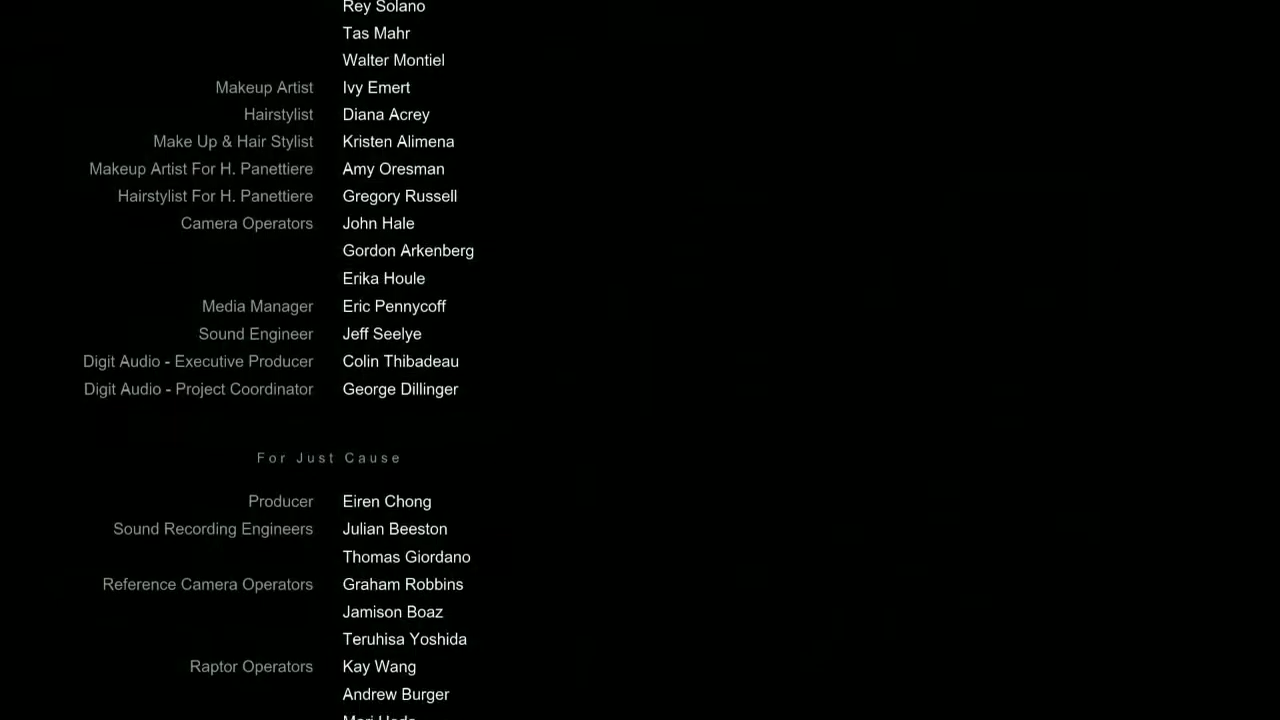 Rey Solano
Tas Mahr
Walter Montiel
Makeup Artist Ivy Emert
Hairstylist Diana Acrey
Make Up & Hair Stylist Kristen Alimena
Makeup Artist For H. Panettiere Amy Oresman
Hairstylist For H. Panettiere Gregory Russell
Camera Operators John Hale
Gordon Arkenberg
Erika Houle
Media Manager Eric Pennycoff
Sound Engineer Jeff Seelye
Digit Audio - Executive Producer Colin Thibadeau
Digit Audio - Project Coordinator George Dillinger
For Just Cause
Producer Eiren Chong
Sound Recording Engineers Julian Beeston
Thomas Giordano
Reference Camera Operators Graham Robbins
Jamison Boaz
Teruhisa Yoshida
Raptor Operators Kay Wang
Andrew Burger